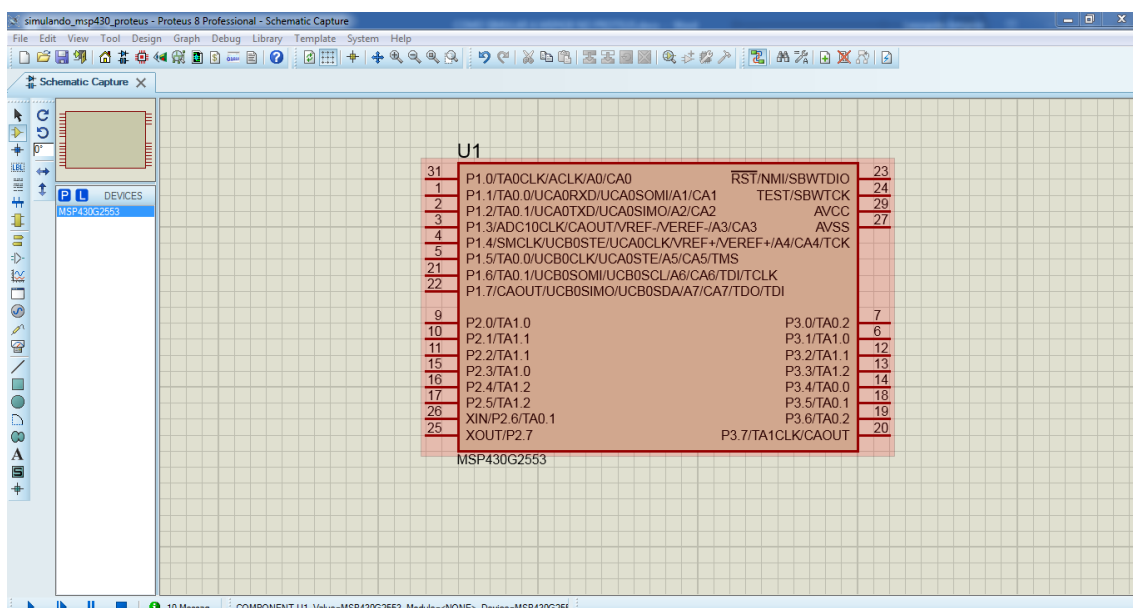 simulando_msp430_proteus - Proteus 8 Professional - Schematic Capture
File Edit View Tool Design Graph Debug Library Template System Help
Schematic Capture
0°
P L DEVICES
MSP430G2553
LBL
A
S
U1
31 P1.0/TA0CLK/ACLK/A0/CA0 RST/NMI/SBWTDIO 23
1 P1.1/TA0.0/UCA0RXD/UCA0SOMI/A1/CA1 TEST/SBWTCK 24
2 P1.2/TA0.1/UCA0TXD/UCA0SIMO/A2/CA2 AVCC 29
3 P1.3/ADC10CLK/CAOUT/VREF-/VEREF-/A3/CA3 AVSS 27
4 P1.4/SMCLK/UCB0STE/UCA0CLK/VREF+/VEREF+/A4/CA4/TCK
5 P1.5/TA0.0/UCB0CLK/UCA0STE/A5/CA5/TMS
21 P1.6/TA0.1/UCB0SOMI/UCB0SCL/A6/CA6/TDI/TCLK
22 P1.7/CAOUT/UCB0SIMO/UCB0SDA/A7/CA7/TDO/TDI
9 P2.0/TA1.0 P3.0/TA0.2 7
10 P2.1/TA1.1 P3.1/TA1.0 6
11 P2.2/TA1.1 P3.2/TA1.1 12
15 P2.3/TA1.0 P3.3/TA1.2 13
16 P2.4/TA1.2 P3.4/TA0.0 14
17 P2.5/TA1.2 P3.5/TA0.1 18
26 XIN/P2.6/TA0.1 P3.6/TA0.2 19
25 XOUT/P2.7 P3.7/TA1CLK/CAOUT 20
MSP430G2553
10 Messag COMPONENT U1, Value=MSP430G2553, Module=<NONE>, Device=MSP430G25